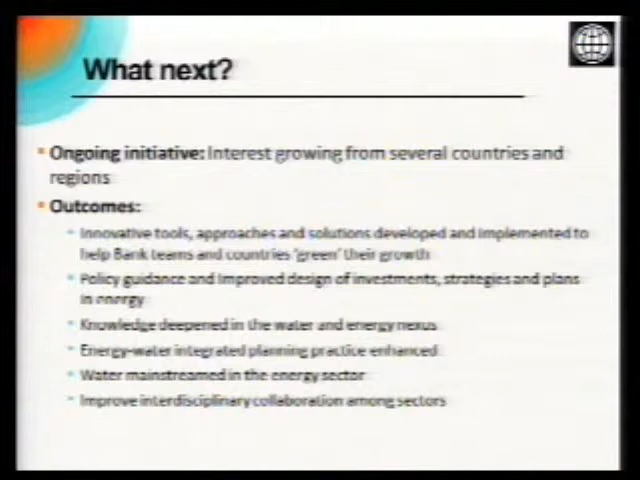 What next?
Ongoing initiative: Interest growing from several countries and
regions
Outcomes:
Innovative tools, approaches and solutions developed and implemented to
help Bank teams and countries 'green' their growth
Policy guidance and improved design of investments, strategies and plans
in energy
Knowledge deepened in the water and energy nexus
Energy-water integrated planning practice enhanced
Water mainstreamed in the energy sector
Improve interdisciplinary collaboration among sectors